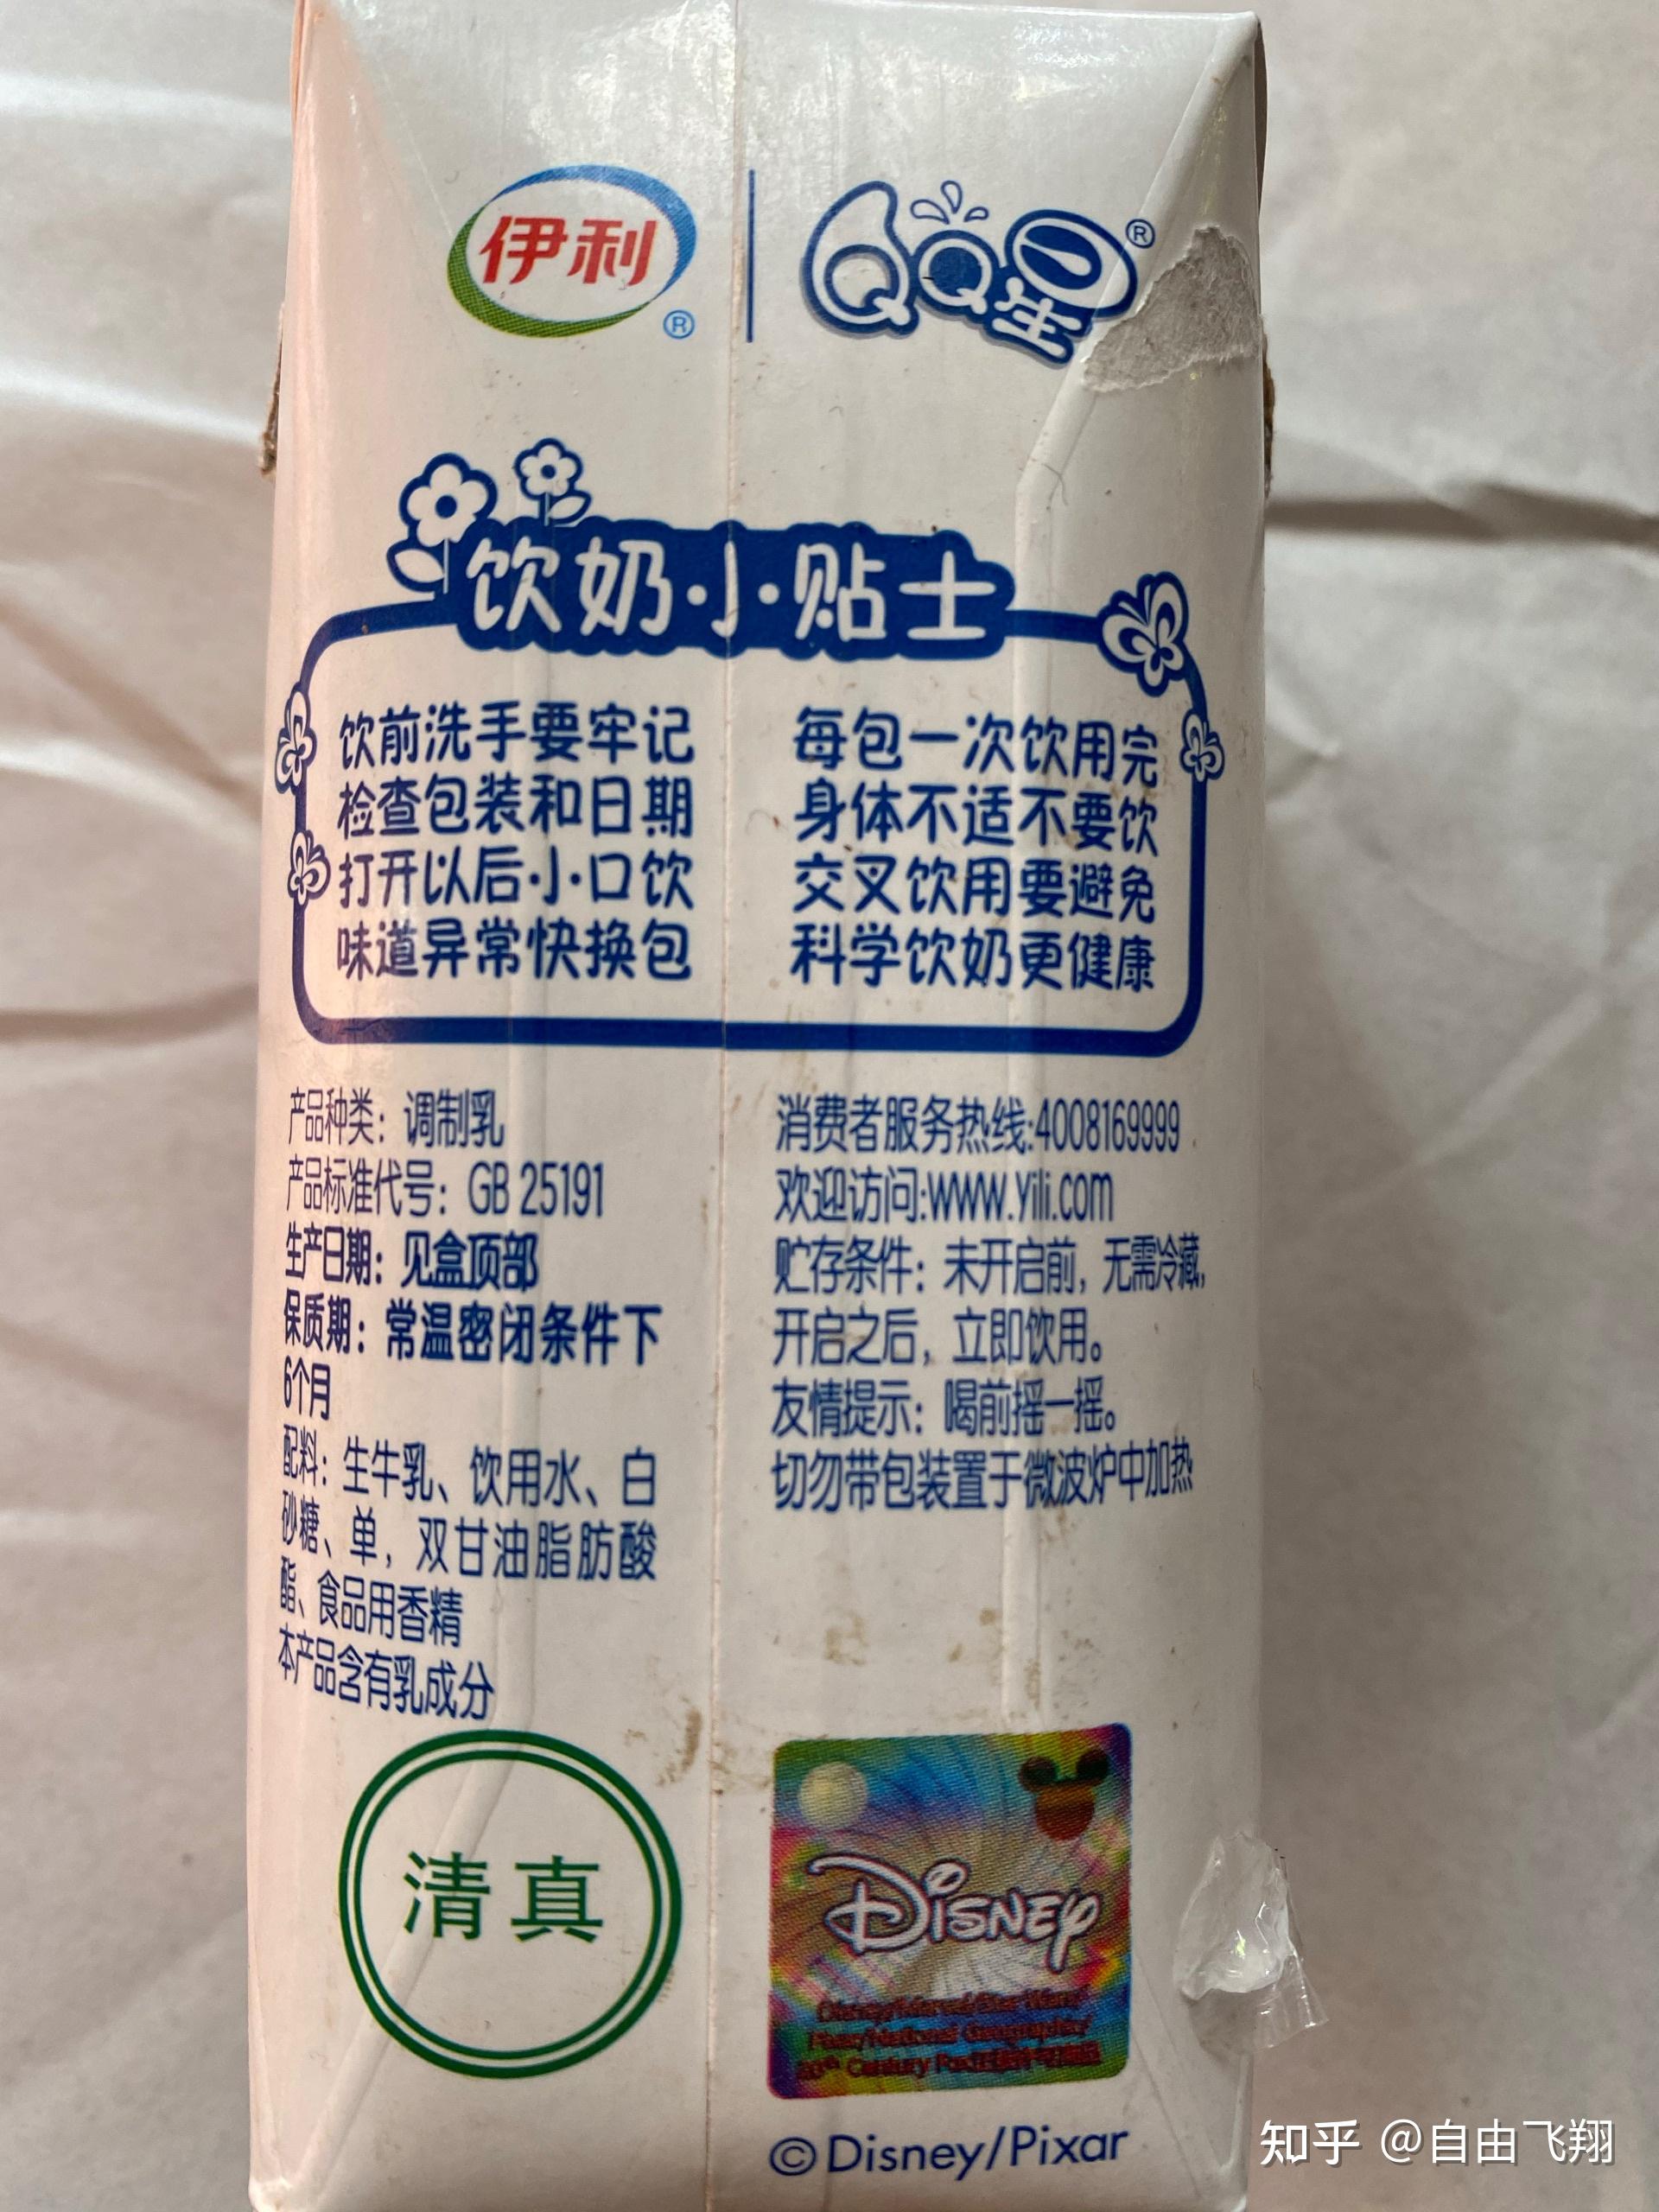 伊利®
QQ星®
饮奶小贴士
饮前洗手要牢记
检查包装和日期
打开以后小口饮
味道异常快换包
每包一次饮用完
身体不适不要饮
交叉饮用要避免
科学饮奶更健康
产品种类：调制乳
产品标准代号：GB 25191
生产日期：见盒顶部
保质期：常温密闭条件下
6个月
配料：生牛乳、饮用水、白
砂糖、单，双甘油脂肪酸
酯、食品用香精
本产品含有乳成分
消费者服务热线:4008169999
欢迎访问:www.yili.com
贮存条件：未开启前，无需冷藏，
开启之后，立即饮用。
友情提示：喝前摇一摇。
切勿带包装置于微波炉中加热
清真
Disney
Disney/Marvel/Star Wars/
Pixar/National Geographic/
20th Century Fox
©Disney/Pixar
知乎 @自由飞翔